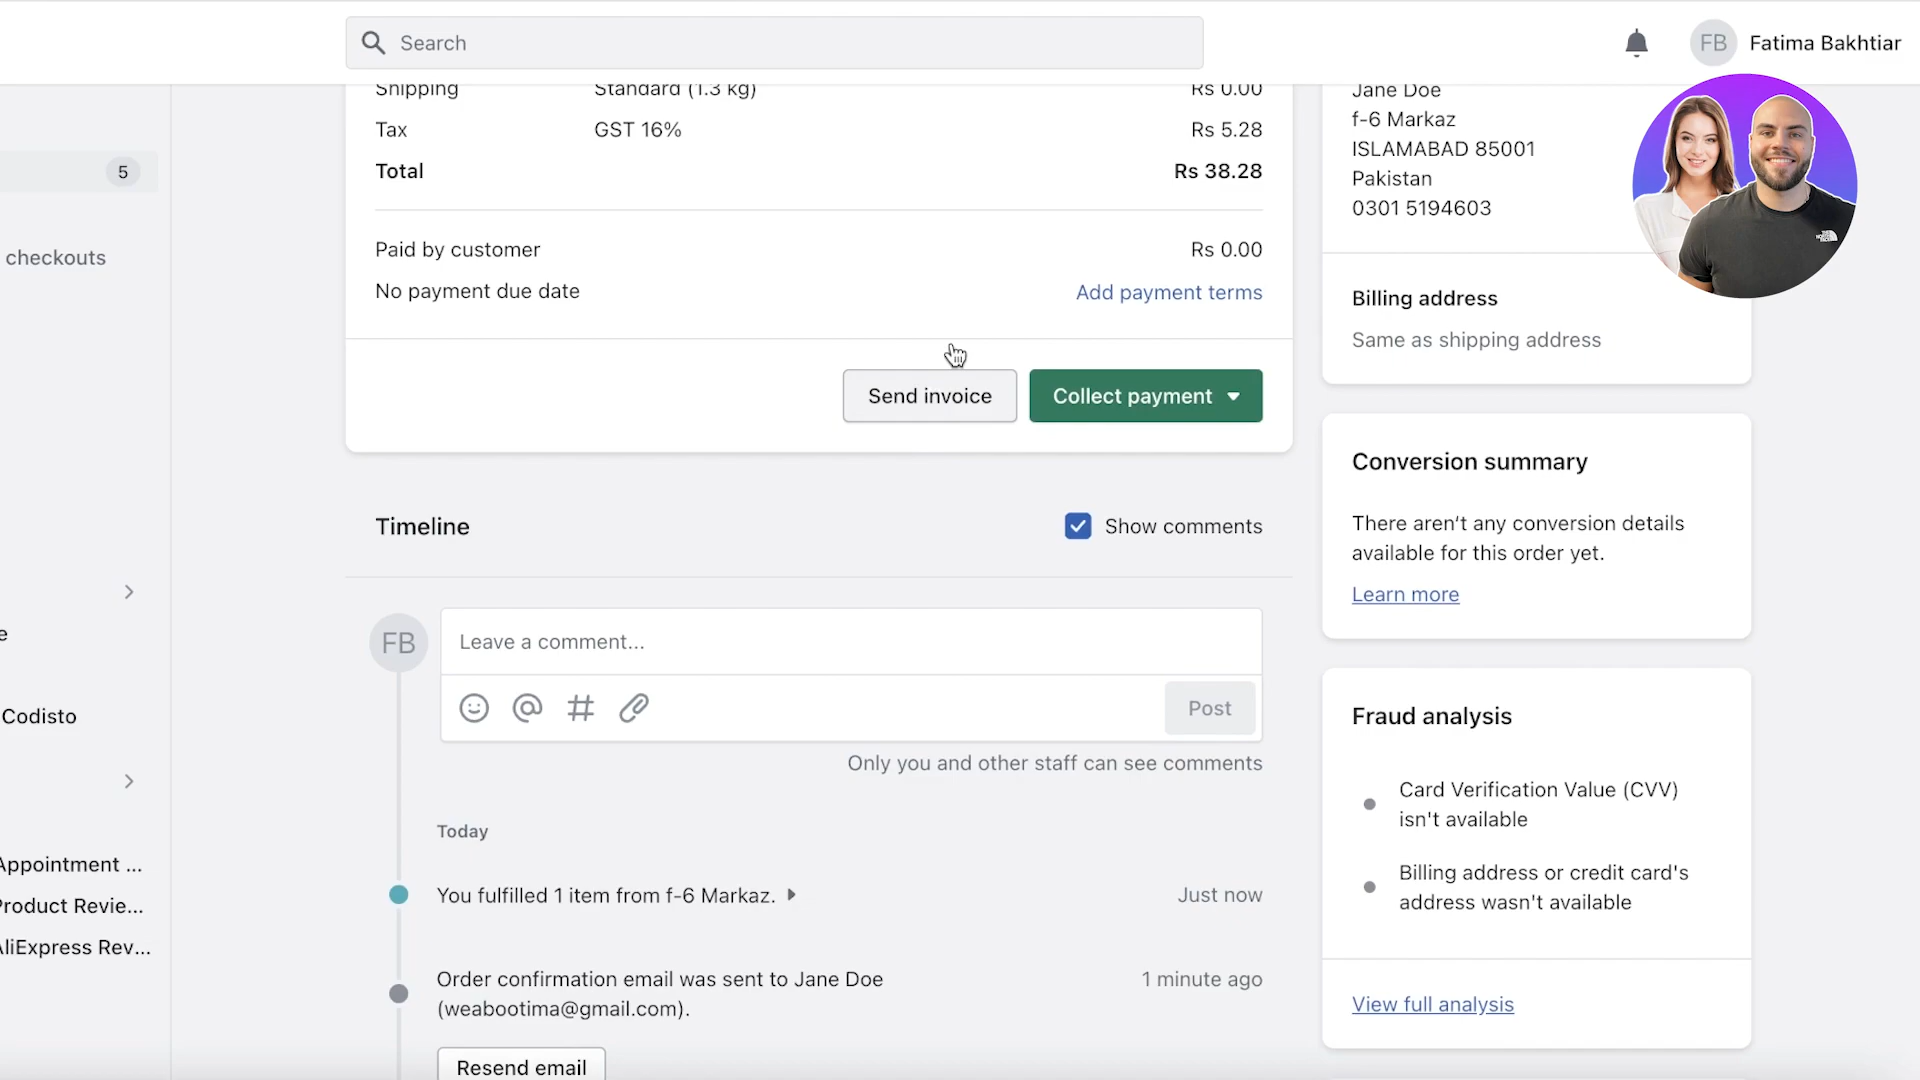 Search
FB Fatima Bakhtiar
Shipping Standard (1.3 kg) Rs 0.00
Tax GST 16% Rs 5.28
Total Rs 38.28
Paid by customer Rs 0.00
No payment due date Add payment terms
Send invoice Collect payment
Timeline Show comments
FB Leave a comment...
Post
Only you and other staff can see comments
Today
You fulfilled 1 item from f-6 Markaz. Just now
Order confirmation email was sent to Jane Doe 1 minute ago
(weabootima@gmail.com).
Resend email
Jane Doe
f-6 Markaz
ISLAMABAD 85001
Pakistan
0301 5194603
Billing address
Same as shipping address
Conversion summary
There aren't any conversion details
available for this order yet.
Learn more
Fraud analysis
Card Verification Value (CVV)
isn't available
Billing address or credit card's
address wasn't available
View full analysis
5
checkouts
e
Codisto
Appointment ...
Product Revie...
AliExpress Rev...